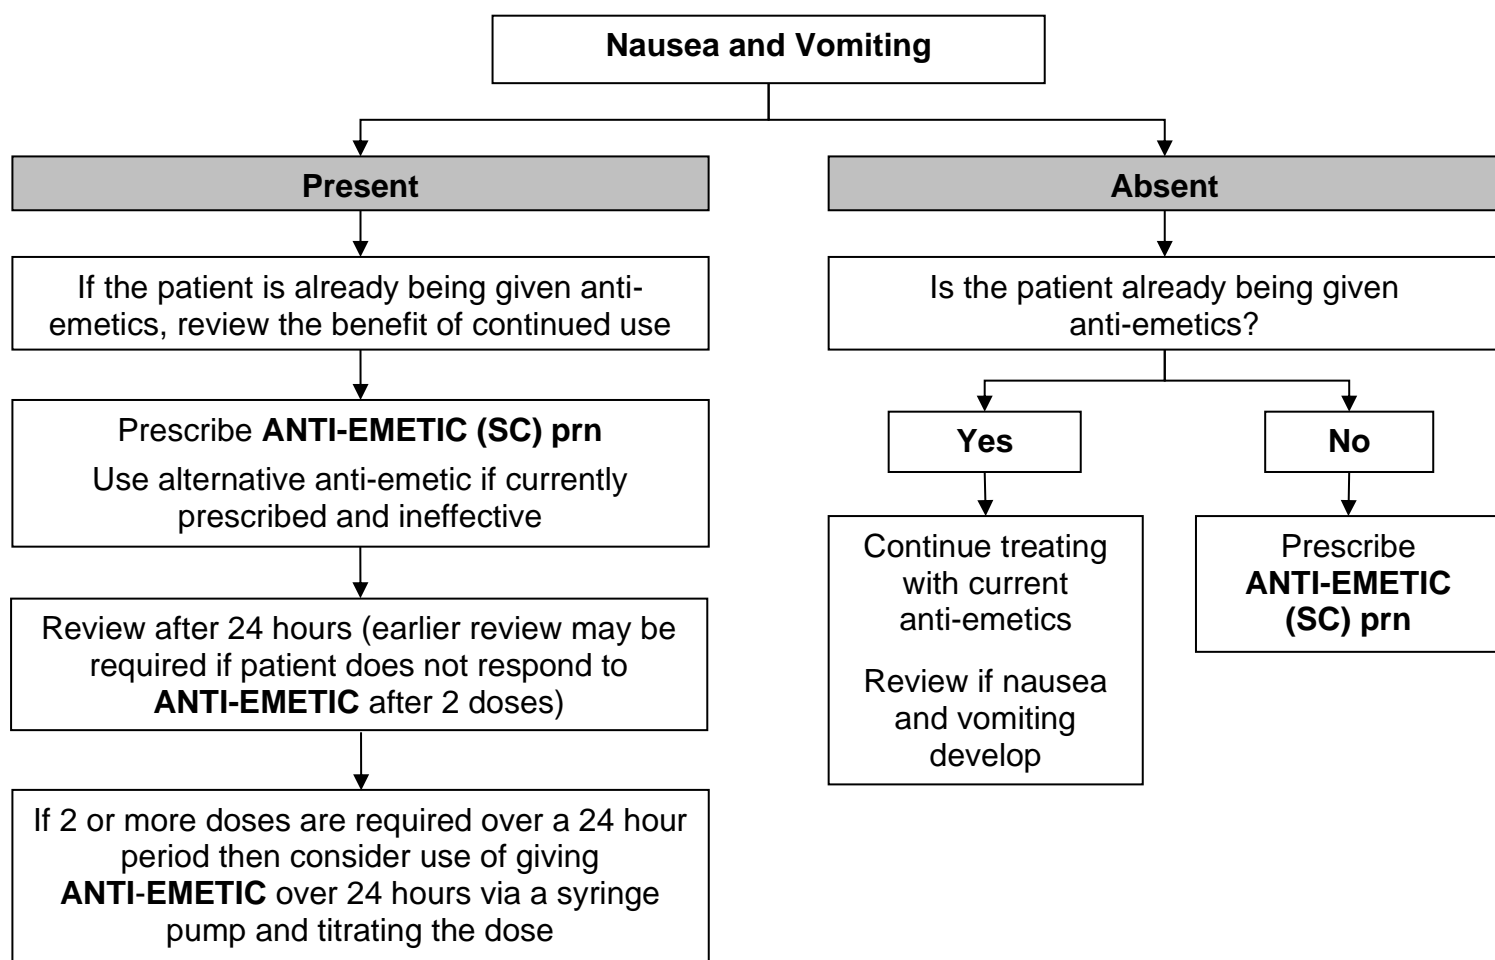 Nausea and Vomiting
Present
If the patient is already being given anti-
emetics, review the benefit of continued use
Prescribe ANTI-EMETIC (SC) prn
Use alternative anti-emetic if currently
prescribed and ineffective
Review after 24 hours (earlier review may be
required if patient does not respond to
ANTI-EMETIC after 2 doses)
If 2 or more doses are required over a 24 hour
period then consider use of giving
ANTI-EMETIC over 24 hours via a syringe
pump and titrating the dose
Absent
Is the patient already being given
anti-emetics?
Yes
Continue treating
with current
anti-emetics
Review if nausea
and vomiting
develop
No
Prescribe
ANTI-EMETIC
(SC) prn